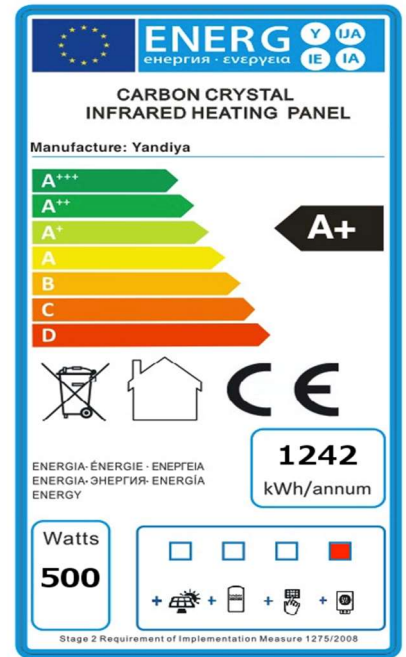 ENERG Y IJA
енергия · ενεργεια IE IA
CARBON CRYSTAL
INFRARED HEATING PANEL
Manufacture: Yandiya
A+++
A++
A+
A
B
C
D
A+
CE
ENERGIA· ÉNERGIE · ΕΝΕΡΓΕΙΑ
ENERGIA· ЭНЕРГИЯ· ENERGÍA
ENERGY
1242
kWh/annum
Watts
500
+ + + +
Stage 2 Requirement of Implementation Measure 1275/2008